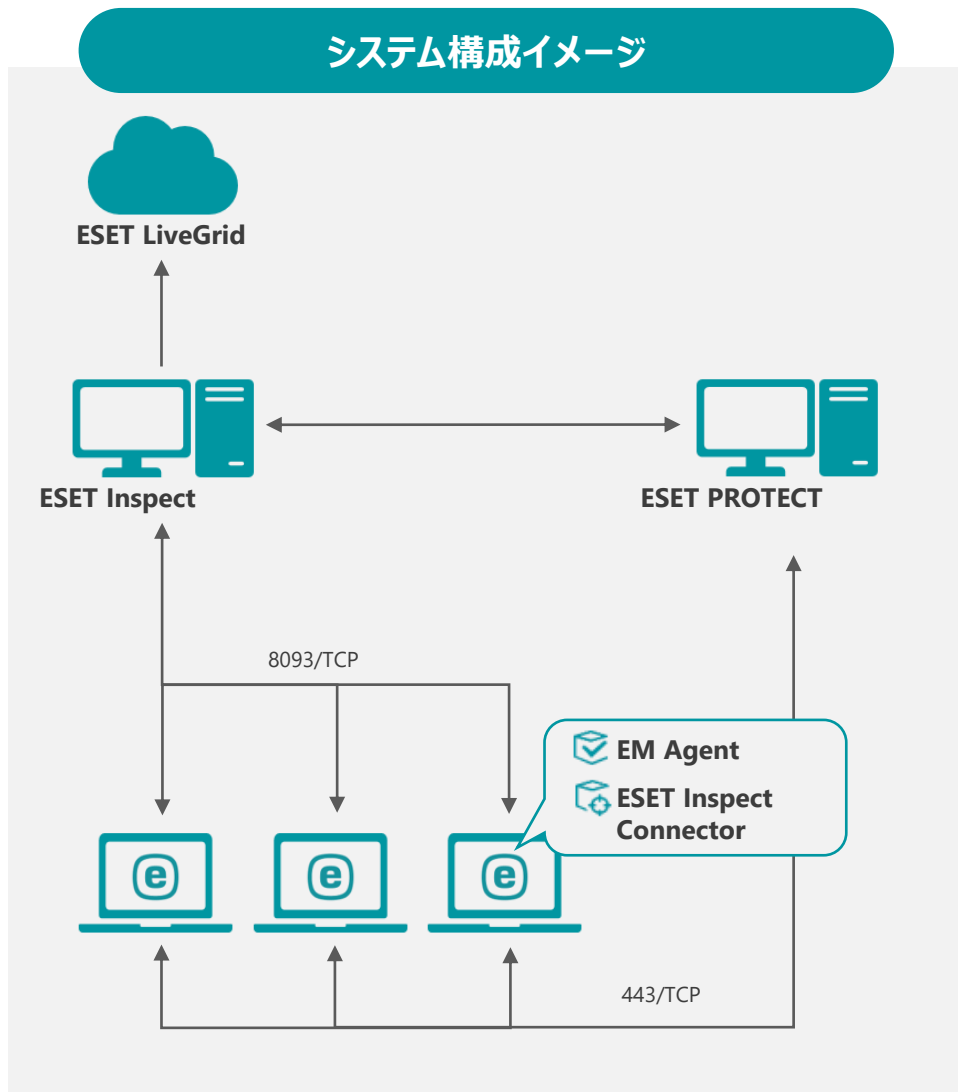 システム構成イメージ
ESET LiveGrid
ESET Inspect
ESET PROTECT
8093/TCP
EM Agent
ESET Inspect
Connector
e
e
e
443/TCP